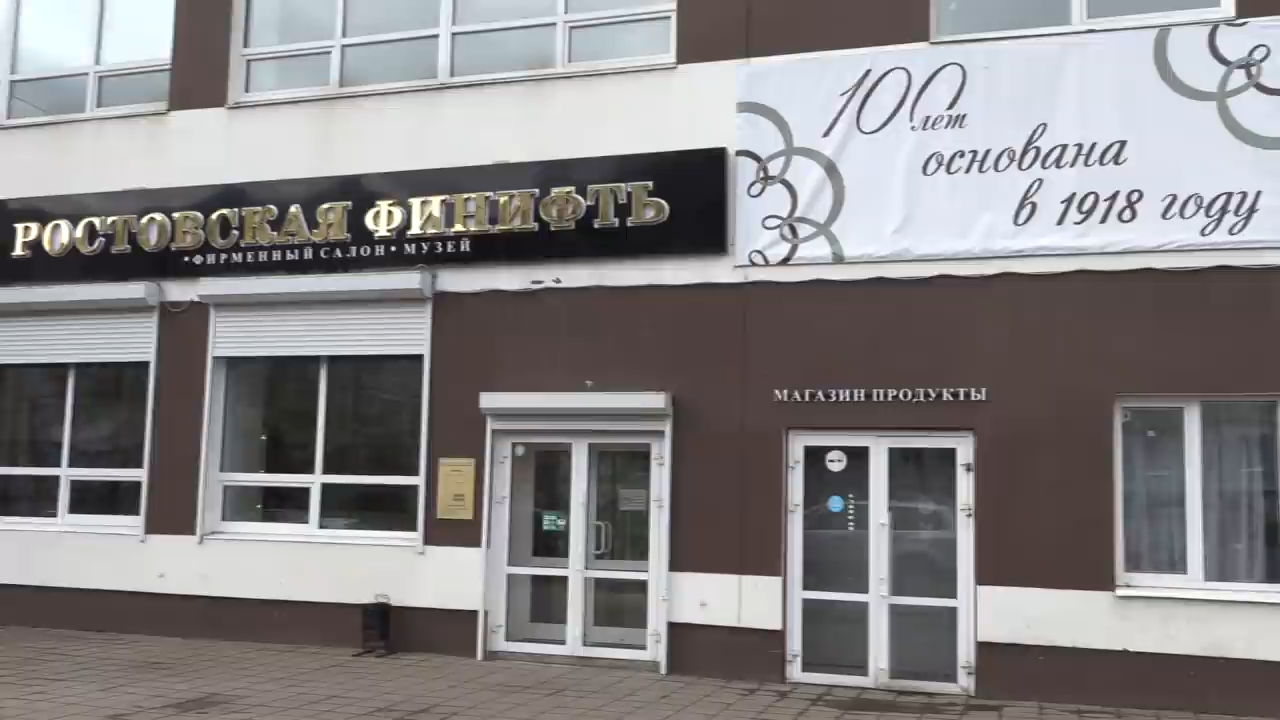 РОСТОВСКАЯ ФИНИФТЬ
•ФИРМЕННЫЙ САЛОН•МУЗЕЙ
100 лет
основана
в 1918 году
МАГАЗИН ПРОДУКТЫ